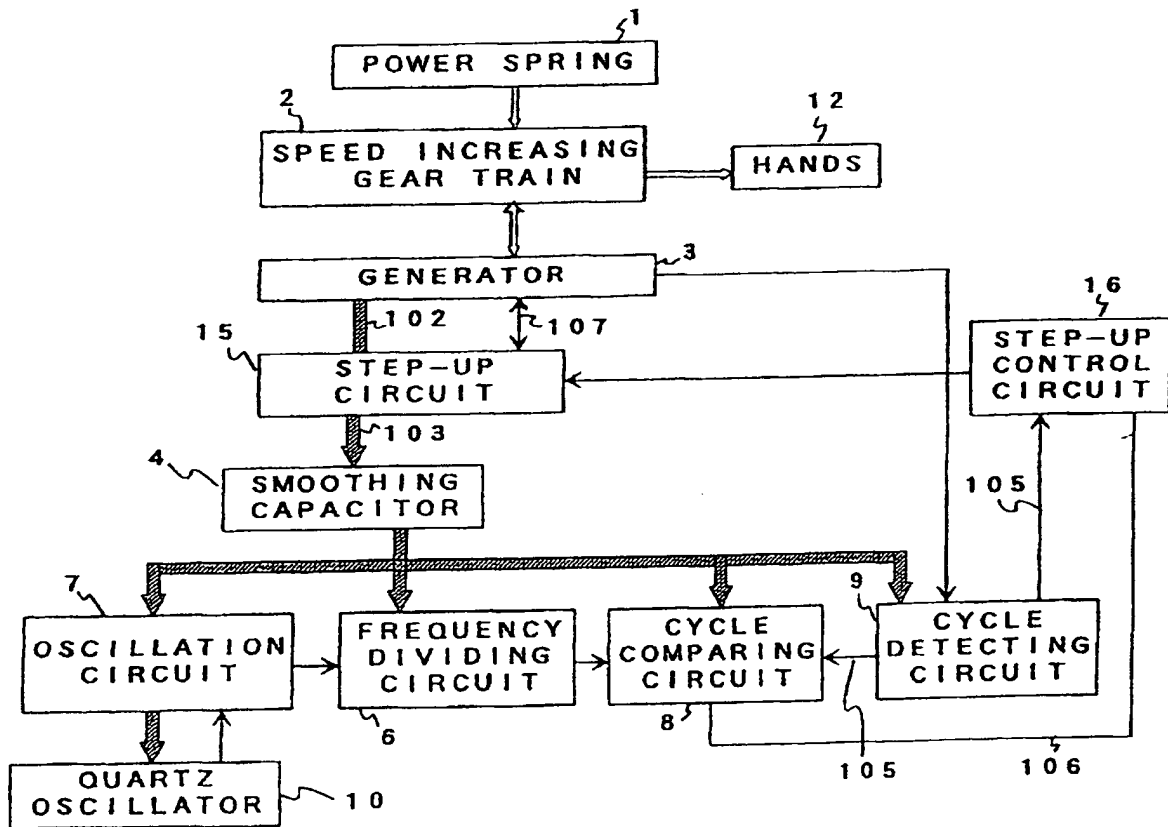 1
POWER SPRING
2
12
SPEED INCREASING
GEAR TRAIN
HANDS
3
GENERATOR
102
107
16
15
STEP-UP
CIRCUIT
STEP-UP
CONTROL
CIRCUIT
103
4
SMOOTHING
CAPACITOR
105
7
9
OSCILLATION
CIRCUIT
FREQUENCY
DIVIDING
CIRCUIT
CYCLE
COMPARING
CIRCUIT
CYCLE
DETECTING
CIRCUIT
6
8
105
106
QUARTZ
OSCILLATOR
10